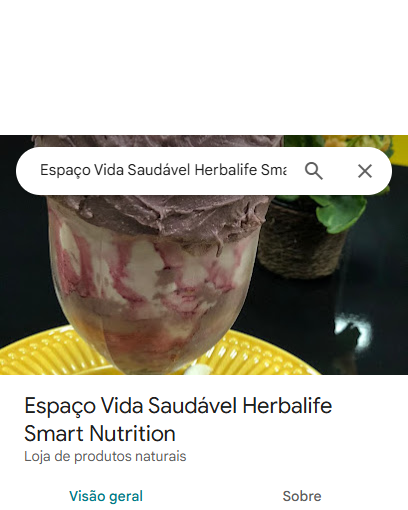 Espaço Vida Saudável Herbalife Sma
Espaço Vida Saudável Herbalife
Smart Nutrition
Loja de produtos naturais
Visão geral
Sobre